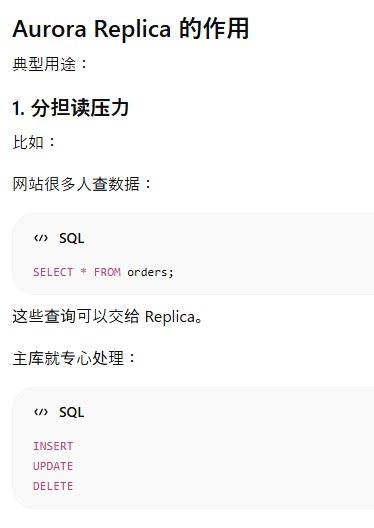 Aurora Replica 的作用
典型用途：
1. 分担读压力
比如：
网站很多人查数据：
SQL
SELECT * FROM orders;
这些查询可以交给 Replica。
主库就专心处理：
SQL
INSERT
UPDATE
DELETE